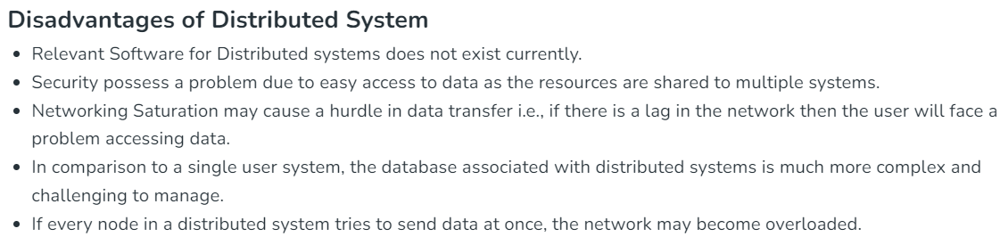 Disadvantages of Distributed System
• Relevant Software for Distributed systems does not exist currently.
• Security possess a problem due to easy access to data as the resources are shared to multiple systems.
• Networking Saturation may cause a hurdle in data transfer i.e., if there is a lag in the network then the user will face a
problem accessing data.
• In comparison to a single user system, the database associated with distributed systems is much more complex and
challenging to manage.
• If every node in a distributed system tries to send data at once, the network may become overloaded.